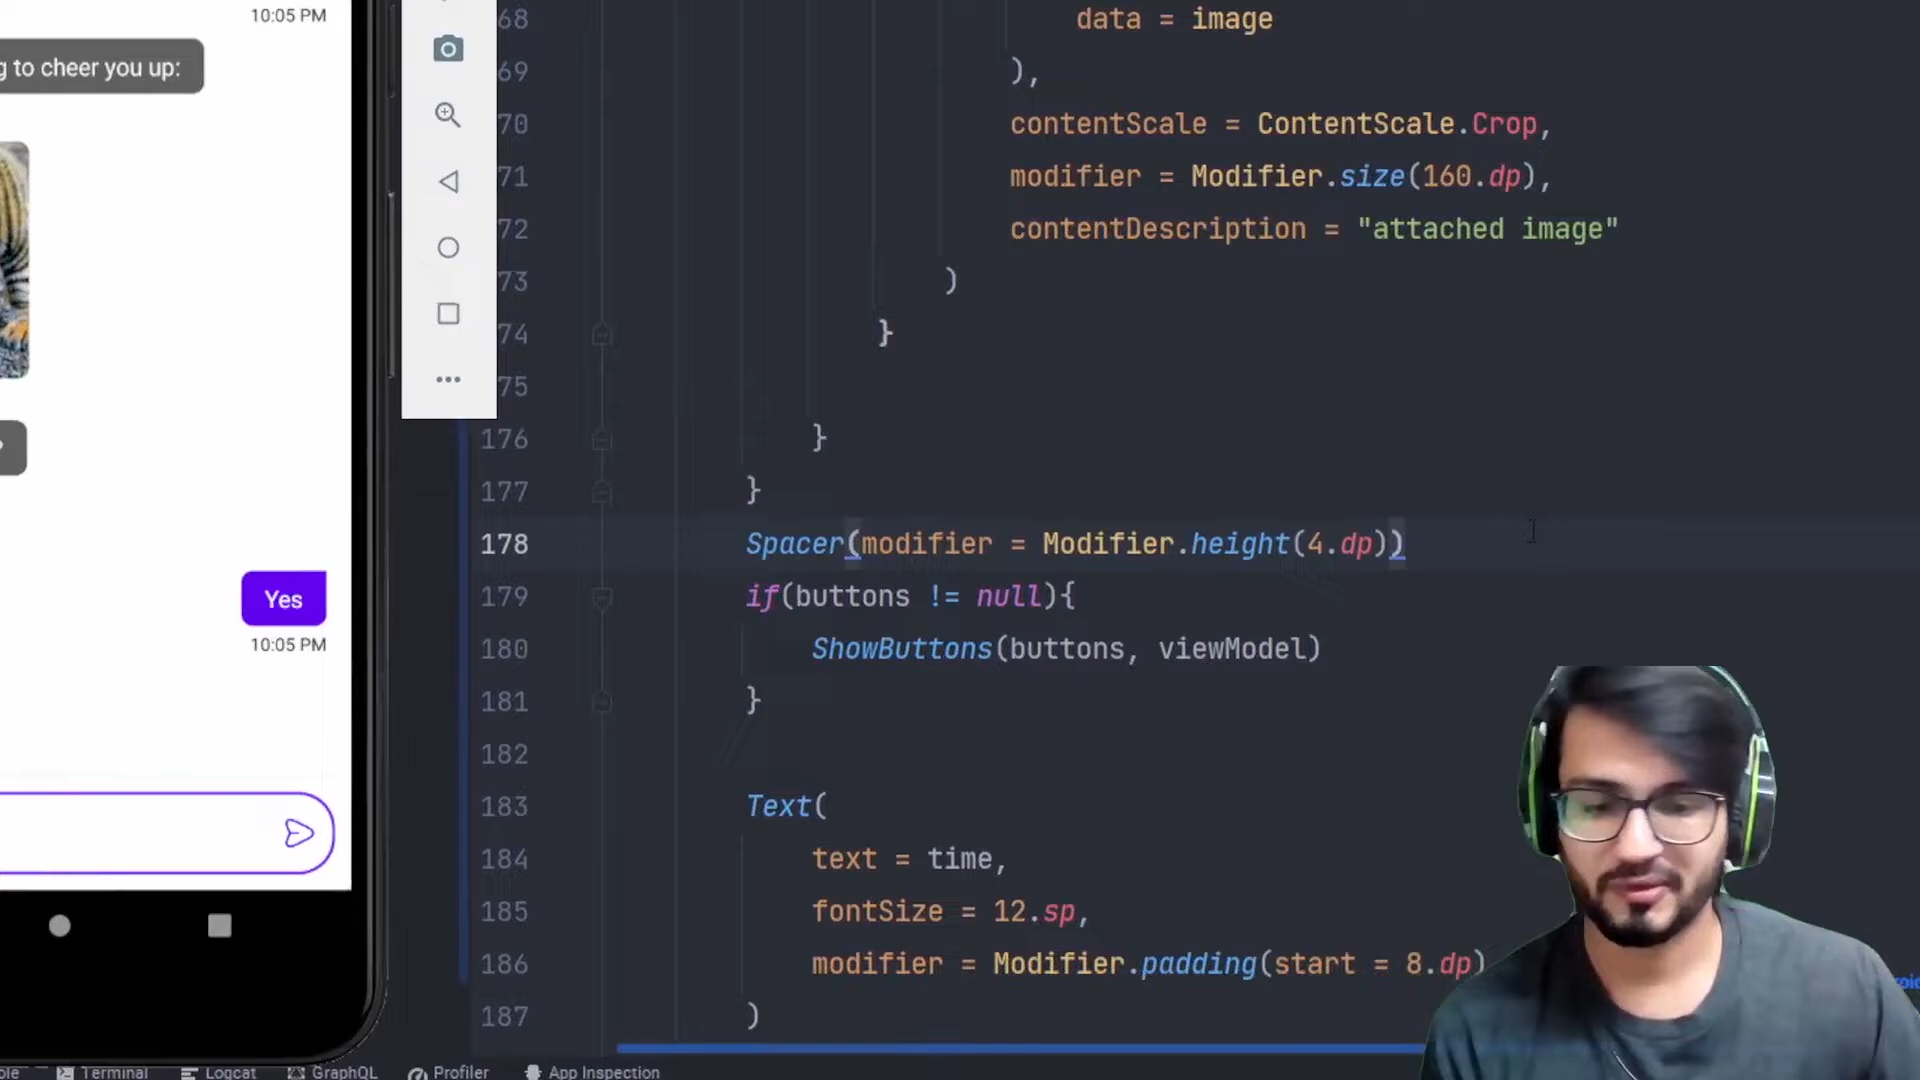 10:05 PM
g to cheer you up:
Yes
10:05 PM
68 data = image
69 ),
70 contentScale = ContentScale.Crop,
71 modifier = Modifier.size(160.dp),
72 contentDescription = "attached image"
73 )
74 }
75
176 }
177 }
178 Spacer(modifier = Modifier.height(4.dp))
179 if(buttons != null){
180 ShowButtons(buttons, viewModel)
181 }
182
183 Text(
184 text = time,
185 fontSize = 12.sp,
186 modifier = Modifier.padding(start = 8.dp)
187 )
Terminal Logcat GraphQL Profiler App Inspection